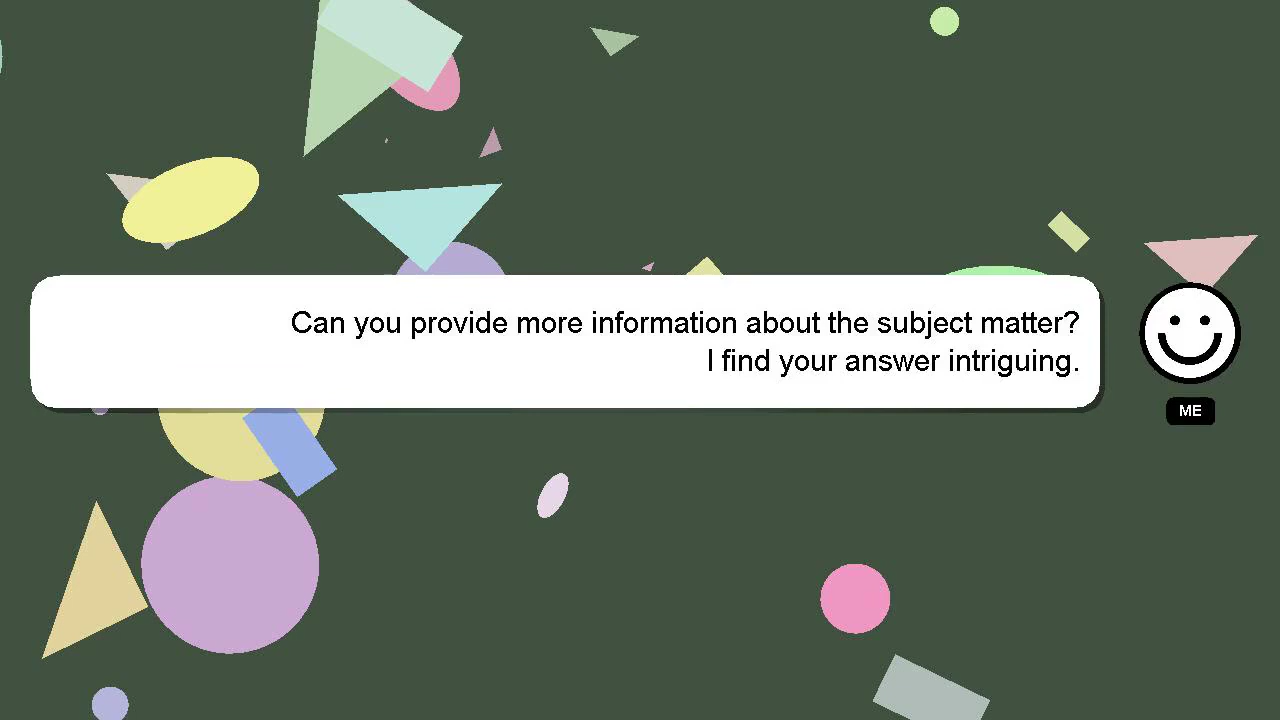 Can you provide more information about the subject matter?
I find your answer intriguing.
ME